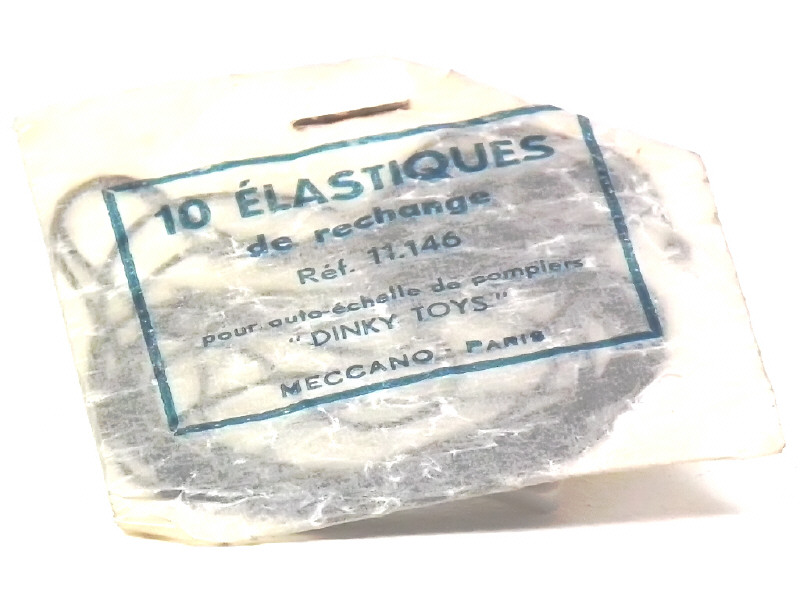 10 ÉLASTIQUES
de rechange
Réf. 11.146
pour auto-échelle de pompiers
"DINKY TOYS"
MECCANO - PARIS